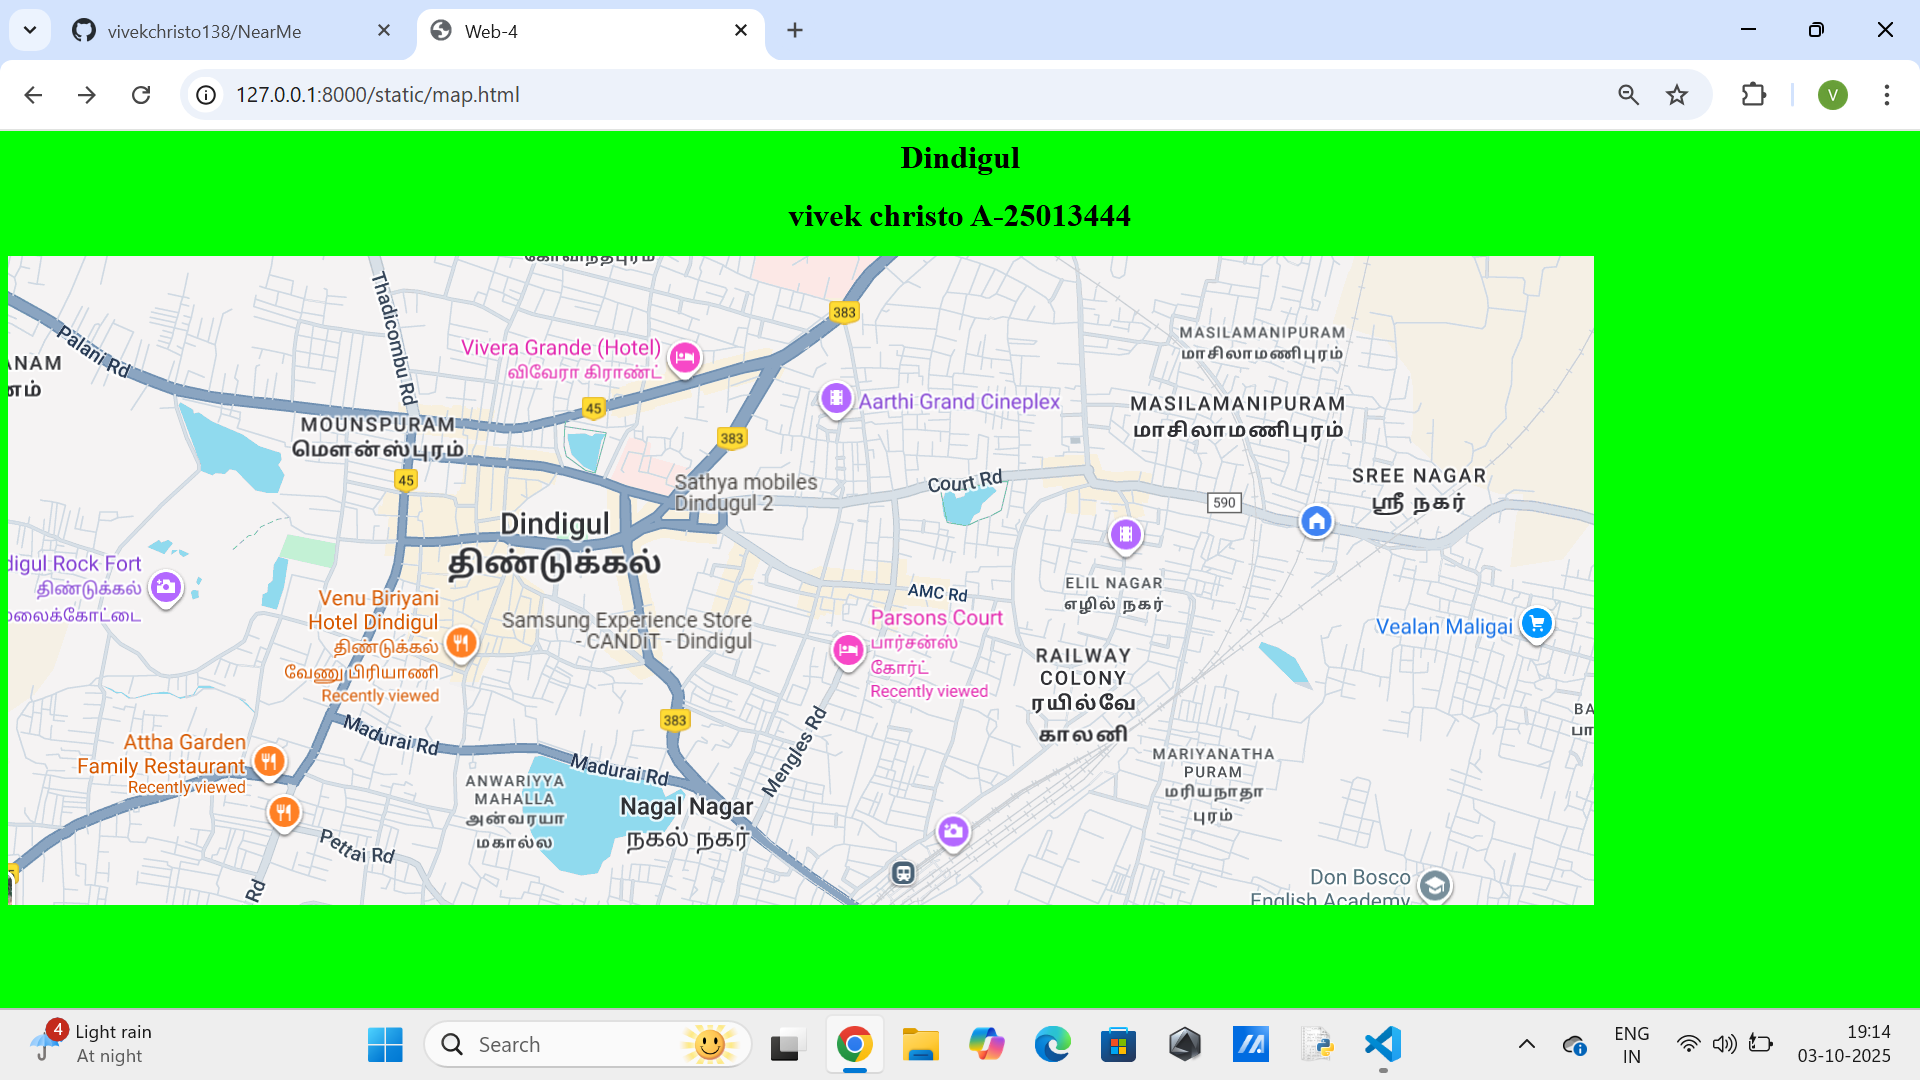 vivekchristo138/NearMe
Web-4
127.0.0.1:8000/static/map.html
V
Dindigul
vivek christo A-25013444
Thadicombu Rd
383
Palani Rd
Vivera Grande (Hotel)
விவேரா கிராண்ட்
MASILAMANIPURAM
மாசிலாமணிபுரம்
45
Aarthi Grand Cineplex
MASILAMANIPURAM
மாசிலாமணிபுரம்
MOUNSPURAM
மௌன்ஸ்புரம்
383
45
Sathya mobiles
Dindugul 2
Court Rd
590
SREE NAGAR
ஸ்ரீ நகர்
Dindigul
திண்டுக்கல்
digul Rock Fort
திண்டுக்கல்
மலைக்கோட்டை
ELIL NAGAR
எழில் நகர்
AMC Rd
Venu Biriyani
Hotel Dindigul
திண்டுக்கல்
வேணு பிரியாணி
Recently viewed
Samsung Experience Store
- CANDiT - Dindigul
Parsons Court
பார்சன்ஸ்
கோர்ட்
Recently viewed
Vealan Maligai
RAILWAY
COLONY
ரயில்வே
காலனி
383
Madurai Rd
Madurai Rd
Mengles Rd
Attha Garden
Family Restaurant
Recently viewed
ANWARIYYA
MAHALLA
அன்வரயா
மகால்ல
Nagal Nagar
நகல் நகர்
MARIYANATHA
PURAM
மரியநாதா
புரம்
Pettai Rd
Rd
Don Bosco
English Academy
4
Light rain
At night
Search
ENG
IN
19:14
03-10-2025